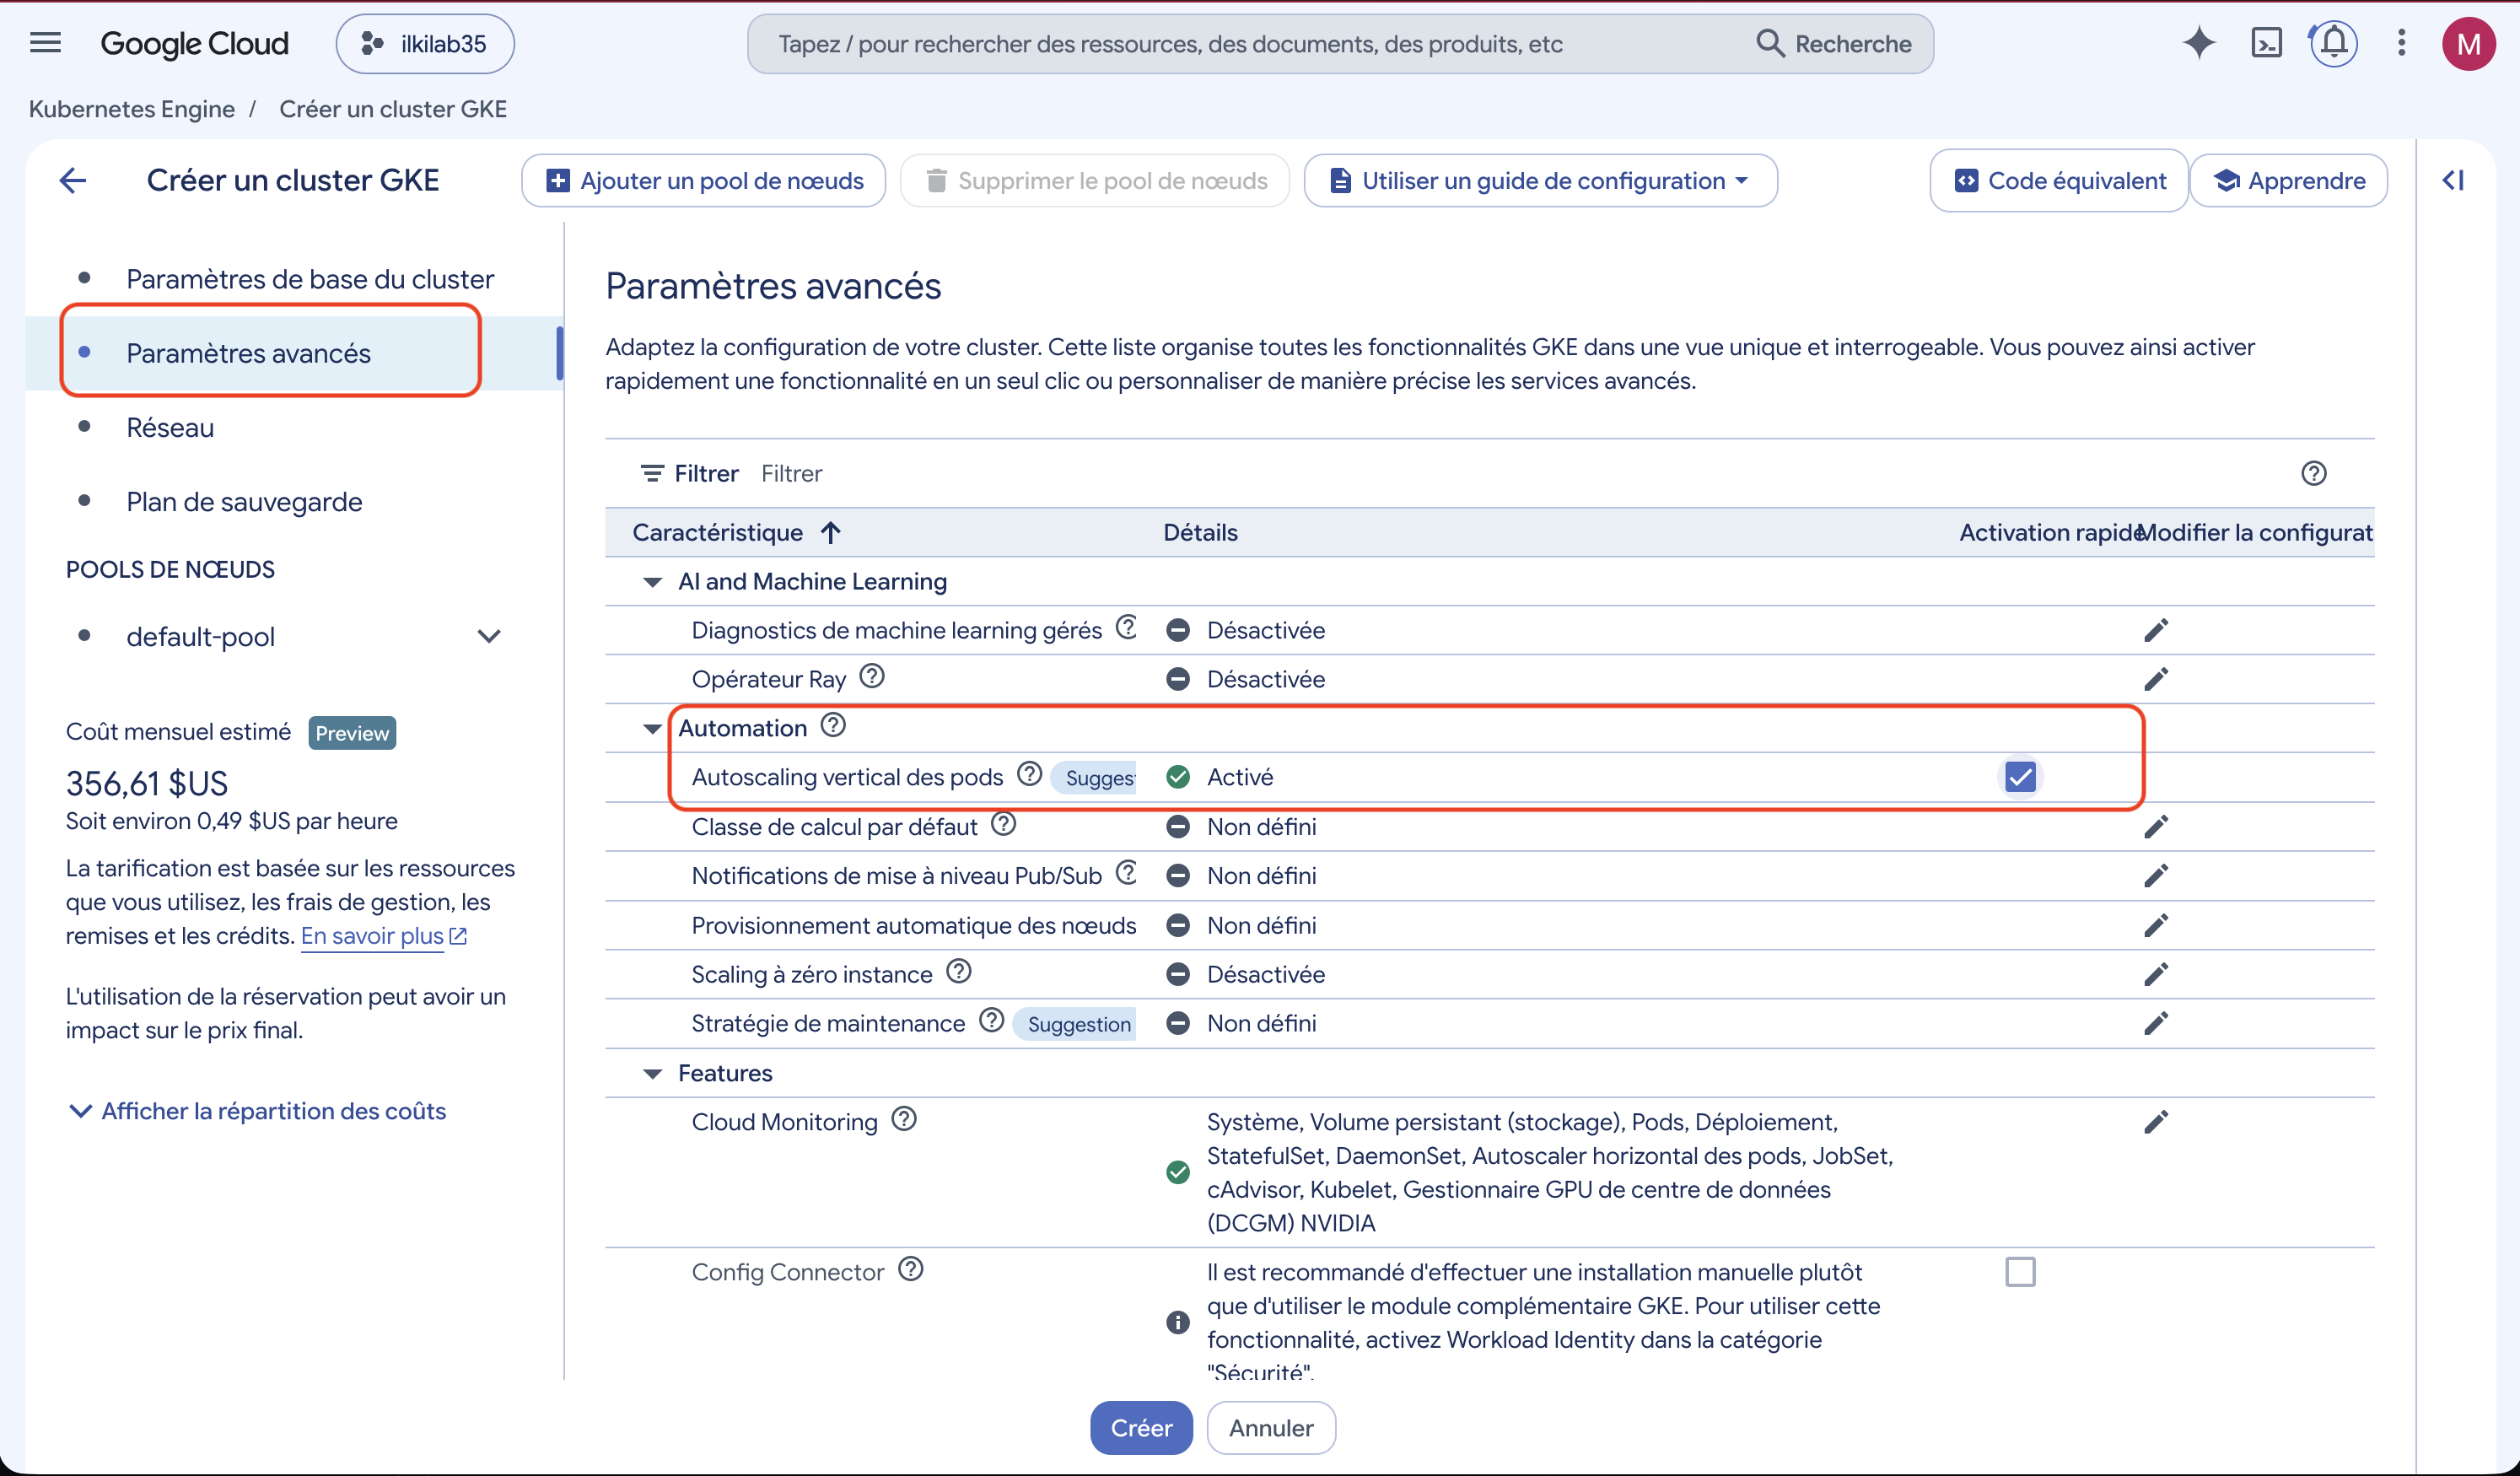 Google Cloud
ilkilab35
Tapez / pour rechercher des ressources, des documents, des produits, etc
Recherche
M
Kubernetes Engine / Créer un cluster GKE
Créer un cluster GKE
Ajouter un pool de nœuds
Supprimer le pool de nœuds
Utiliser un guide de configuration
Code équivalent
Apprendre
Paramètres de base du cluster
Paramètres avancés
Réseau
Plan de sauvegarde
POOLS DE NŒUDS
default-pool
Coût mensuel estimé Preview
356,61 $US
Soit environ 0,49 $US par heure
La tarification est basée sur les ressources
que vous utilisez, les frais de gestion, les
remises et les crédits. En savoir plus
L'utilisation de la réservation peut avoir un
impact sur le prix final.
Afficher la répartition des coûts
Paramètres avancés
Adaptez la configuration de votre cluster. Cette liste organise toutes les fonctionnalités GKE dans une vue unique et interrogeable. Vous pouvez ainsi activer
rapidement une fonctionnalité en un seul clic ou personnaliser de manière précise les services avancés.
Filtrer Filtrer
Caractéristique Détails Activation rapide Modifier la configurat
AI and Machine Learning
Diagnostics de machine learning gérés Désactivée
Opérateur Ray Désactivée
Automation
Autoscaling vertical des pods Sugges Activé
Classe de calcul par défaut Non défini
Notifications de mise à niveau Pub/Sub Non défini
Provisionnement automatique des nœuds Non défini
Scaling à zéro instance Désactivée
Stratégie de maintenance Suggestion Non défini
Features
Cloud Monitoring Système, Volume persistant (stockage), Pods, Déploiement,
StatefulSet, DaemonSet, Autoscaler horizontal des pods, JobSet,
cAdvisor, Kubelet, Gestionnaire GPU de centre de données
(DCGM) NVIDIA
Config Connector Il est recommandé d'effectuer une installation manuelle plutôt
que d'utiliser le module complémentaire GKE. Pour utiliser cette
fonctionnalité, activez Workload Identity dans la catégorie
"Sécurité".
Créer
Annuler